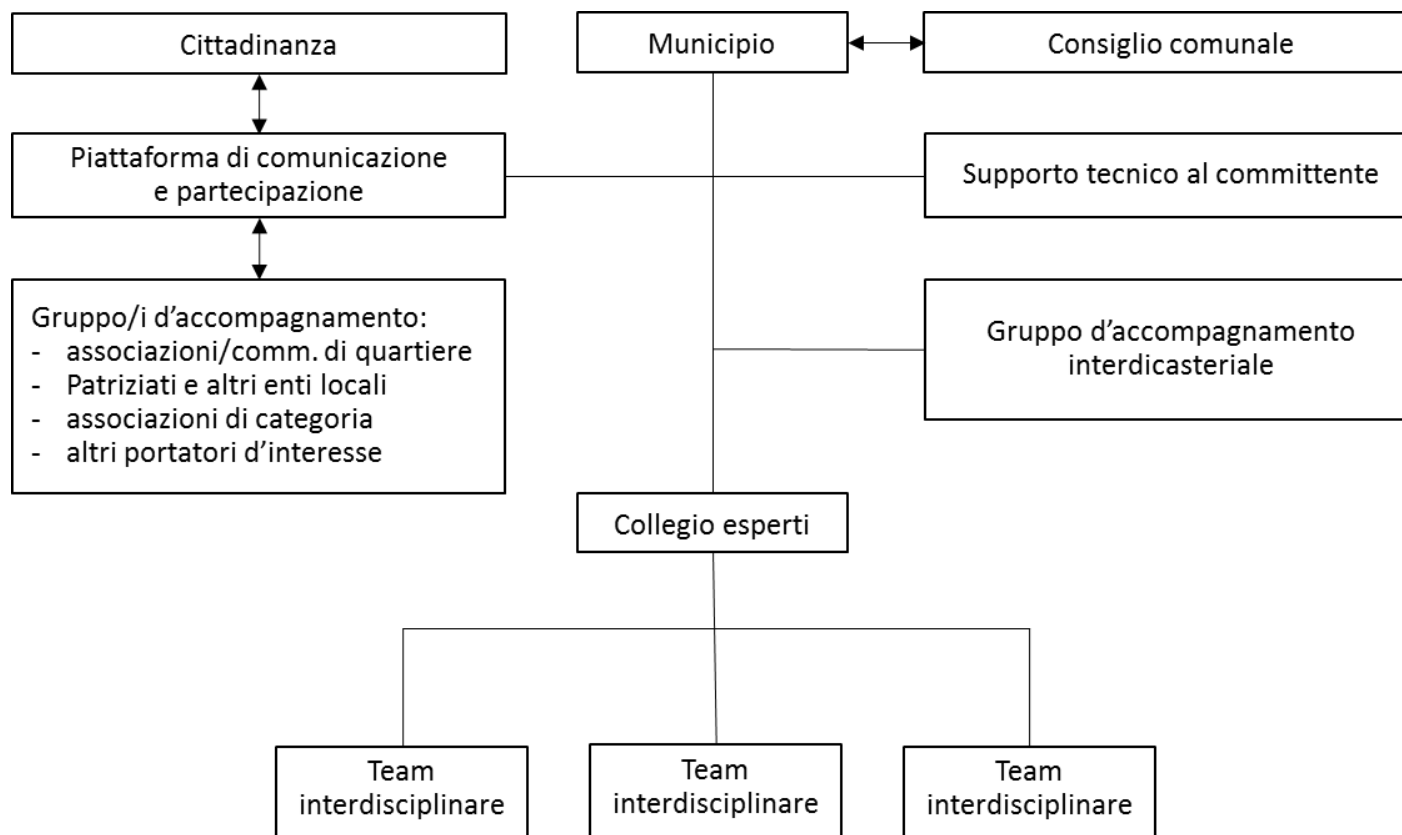 Cittadinanza
Municipio
Consiglio comunale
Piattaforma di comunicazione
e partecipazione
Supporto tecnico al committente
Gruppo/i d’accompagnamento:
- associazioni/comm. di quartiere
- Patriziati e altri enti locali
- associazioni di categoria
- altri portatori d’interesse
Gruppo d’accompagnamento
interdicasteriale
Collegio esperti
Team
interdisciplinare
Team
interdisciplinare
Team
interdisciplinare